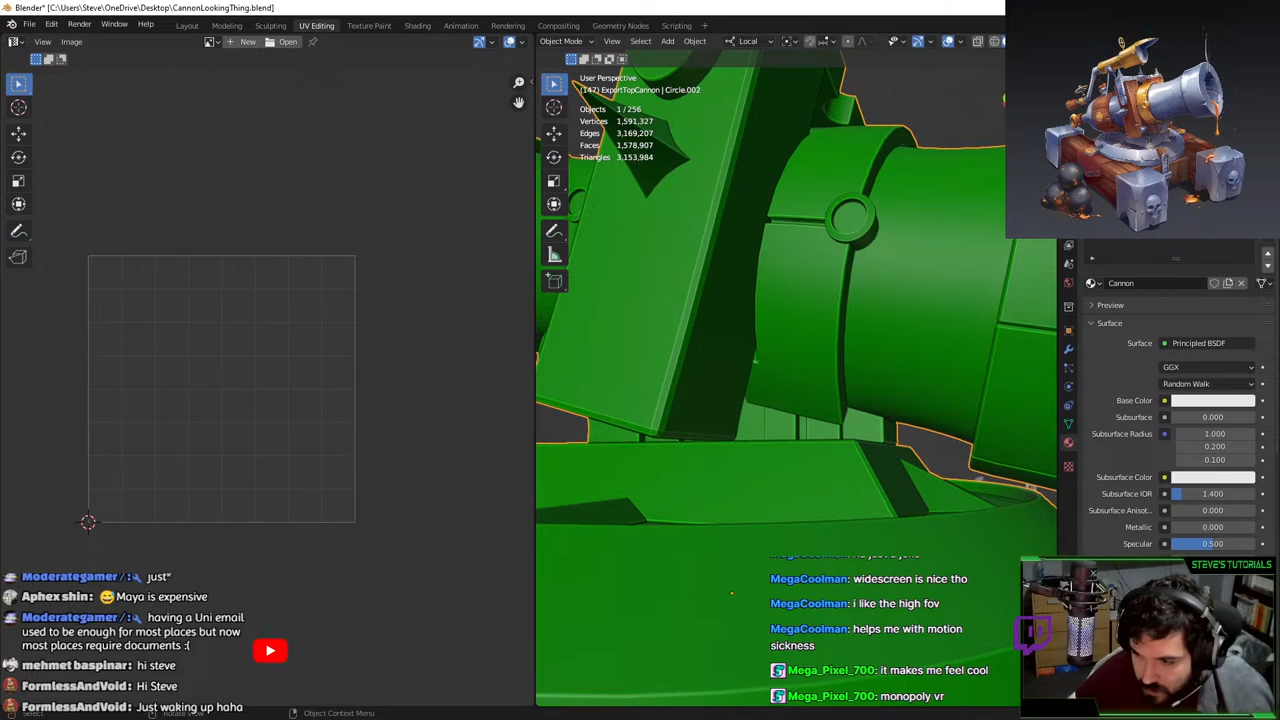 Blender* [C:\Users\Steve\OneDrive\Desktop\CannonLookingThing.blend]
File Edit Render Window Help Layout Modeling Sculpting UV Editing Texture Paint Shading Animation Rendering Compositing Geometry Nodes Scripting
View Image New Open
Object Mode View Select Add Object Local
User Perspective
(147) ExportTopCannon | Circle.002
Objects 1 / 256
Vertices 1,591,327
Edges 3,169,207
Faces 1,578,907
Triangles 3,153,984
Cannon
Preview
Surface
Surface Principled BSDF
GGX
Random Walk
Base Color
Subsurface 0.000
Subsurface Radius 1.000
0.200
0.100
Subsurface Color
Subsurface IOR 1.400
Subsurface Anisot.. 0.000
Metallic 0.000
Specular 0.500
Moderategamer/: just"
Aphex shin: 😅Maya is expensive
Moderategamer/: having a Uni email
used to be enough for most places but now
most places require documents :(
mehmet baspinar: hi steve
FormlessAndVoid: Hi Steve
FormlessAndVoid: Just waking up haha
MegaCoolman: widescreen is nice tho
MegaCoolman: i like the high fov
MegaCoolman: helps me with motion
sickness
Mega_Pixel_700: it makes me feel cool
Mega_Pixel_700: monopoly vr
STEVE'S TUTORIALS
Select Rotate View Object Context Menu